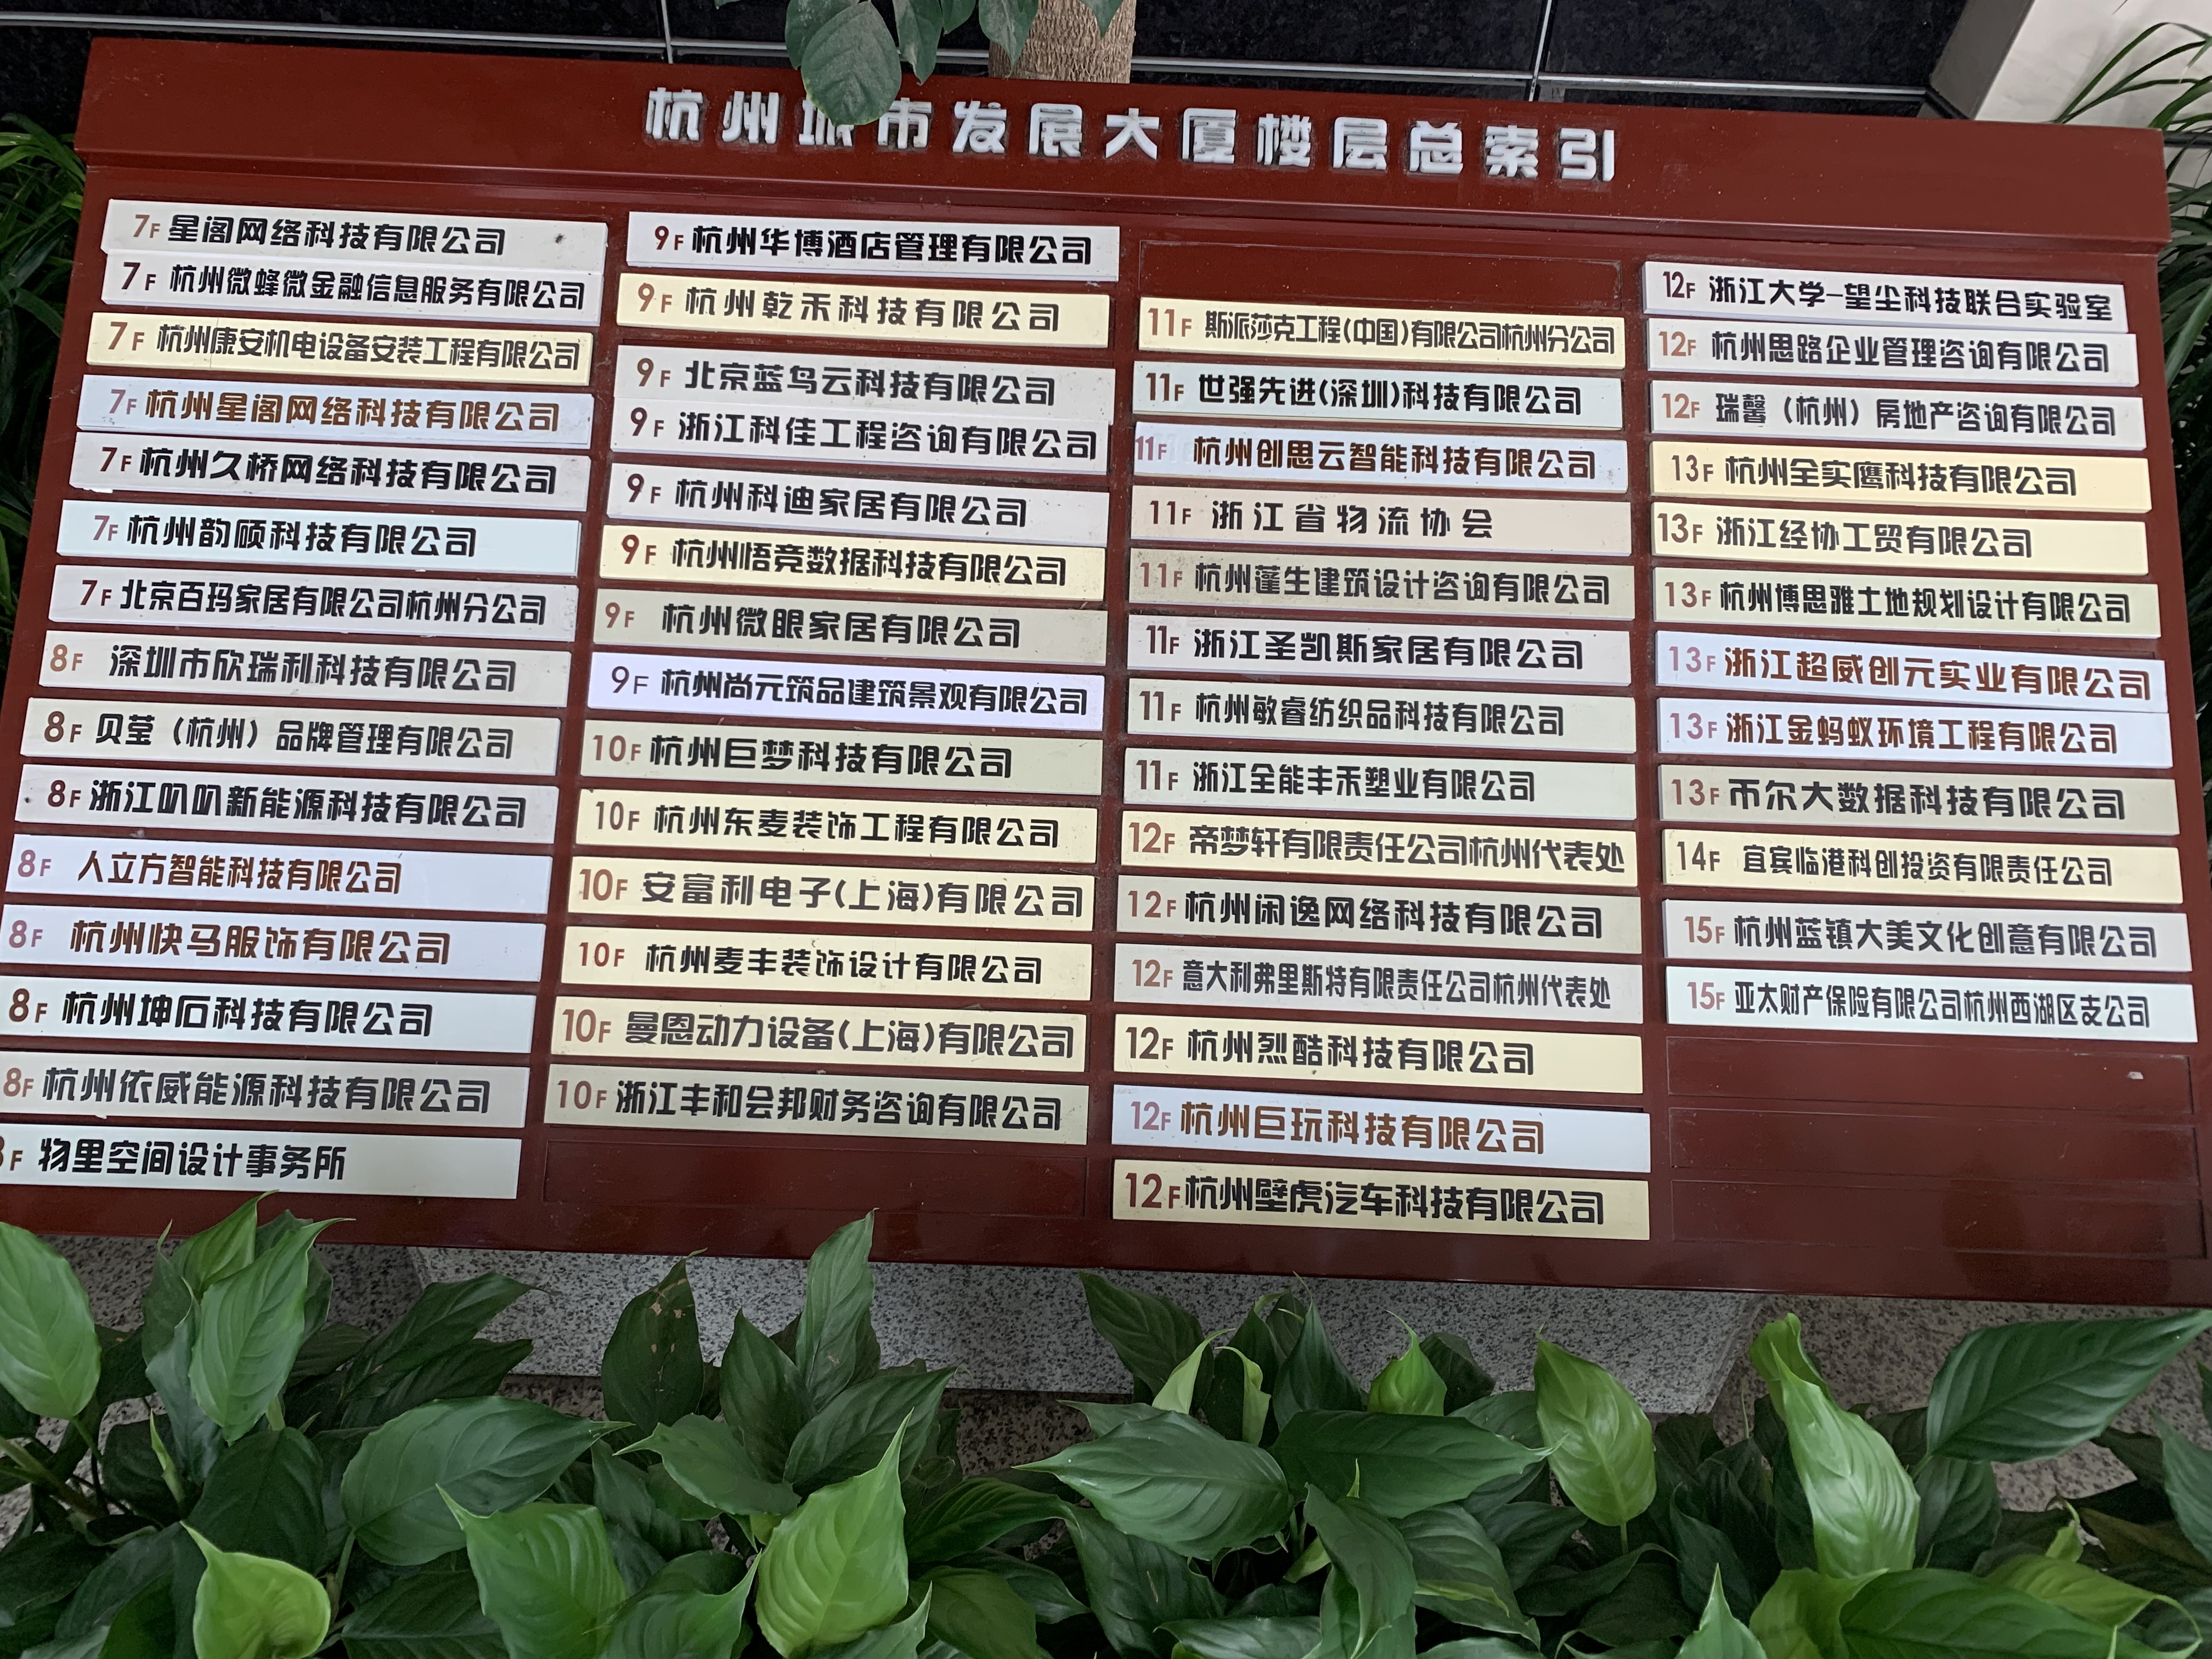 杭州城市发展大厦楼层总索引
7F 星阁网络科技有限公司
7F 杭州微蜂微金融信息服务有限公司
7F 杭州康安机电设备安装工程有限公司
7F 杭州星阁网络科技有限公司
7F 杭州久桥网络科技有限公司
7F 杭州韵硕科技有限公司
7F 北京百玛家居有限公司杭州分公司
8F 深圳市欣瑞利科技有限公司
8F 贝莹（杭州）品牌管理有限公司
8F 浙江叭叭新能源科技有限公司
8F 人立方智能科技有限公司
8F 杭州快马服饰有限公司
8F 杭州坤石科技有限公司
8F 杭州依威能源科技有限公司
8F 物里空间设计事务所
9F 杭州华博酒店管理有限公司
9F 杭州乾禾科技有限公司
9F 北京蓝鸟云科技有限公司
9F 浙江科佳工程咨询有限公司
9F 杭州科迪家居有限公司
9F 杭州悟竞数据科技有限公司
9F 杭州微眼家居有限公司
9F 杭州尚元筑品建筑景观有限公司
10F 杭州巨梦科技有限公司
10F 杭州东麦装饰工程有限公司
10F 安富利电子(上海)有限公司
10F 杭州麦丰装饰设计有限公司
10F 曼恩动力设备(上海)有限公司
10F 浙江丰和会邦财务咨询有限公司
11F 斯派莎克工程(中国)有限公司杭州分公司
11F 世强先进(深圳)科技有限公司
11F 杭州创思云智能科技有限公司
11F 浙江省物流协会
11F 杭州蓬生建筑设计咨询有限公司
11F 浙江圣凯斯家居有限公司
11F 杭州敏睿纺织品科技有限公司
11F 浙江全能丰禾塑业有限公司
12F 帝梦轩有限责任公司杭州代表处
12F 杭州闲逸网络科技有限公司
12F 意大利弗里斯特有限责任公司杭州代表处
12F 杭州烈酷科技有限公司
12F 杭州巨玩科技有限公司
12F 杭州壁虎汽车科技有限公司
12F 浙江大学-望尘科技联合实验室
12F 杭州思路企业管理咨询有限公司
12F 瑞馨（杭州）房地产咨询有限公司
13F 杭州全实鹰科技有限公司
13F 浙江经协工贸有限公司
13F 杭州博思雅土地规划设计有限公司
13F 浙江超威创元实业有限公司
13F 浙江金蚂蚁环境工程有限公司
13F 币尔大数据科技有限公司
14F 宜宾临港科创投资有限责任公司
15F 杭州蓝镇大美文化创意有限公司
15F 亚太财产保险有限公司杭州西湖区支公司